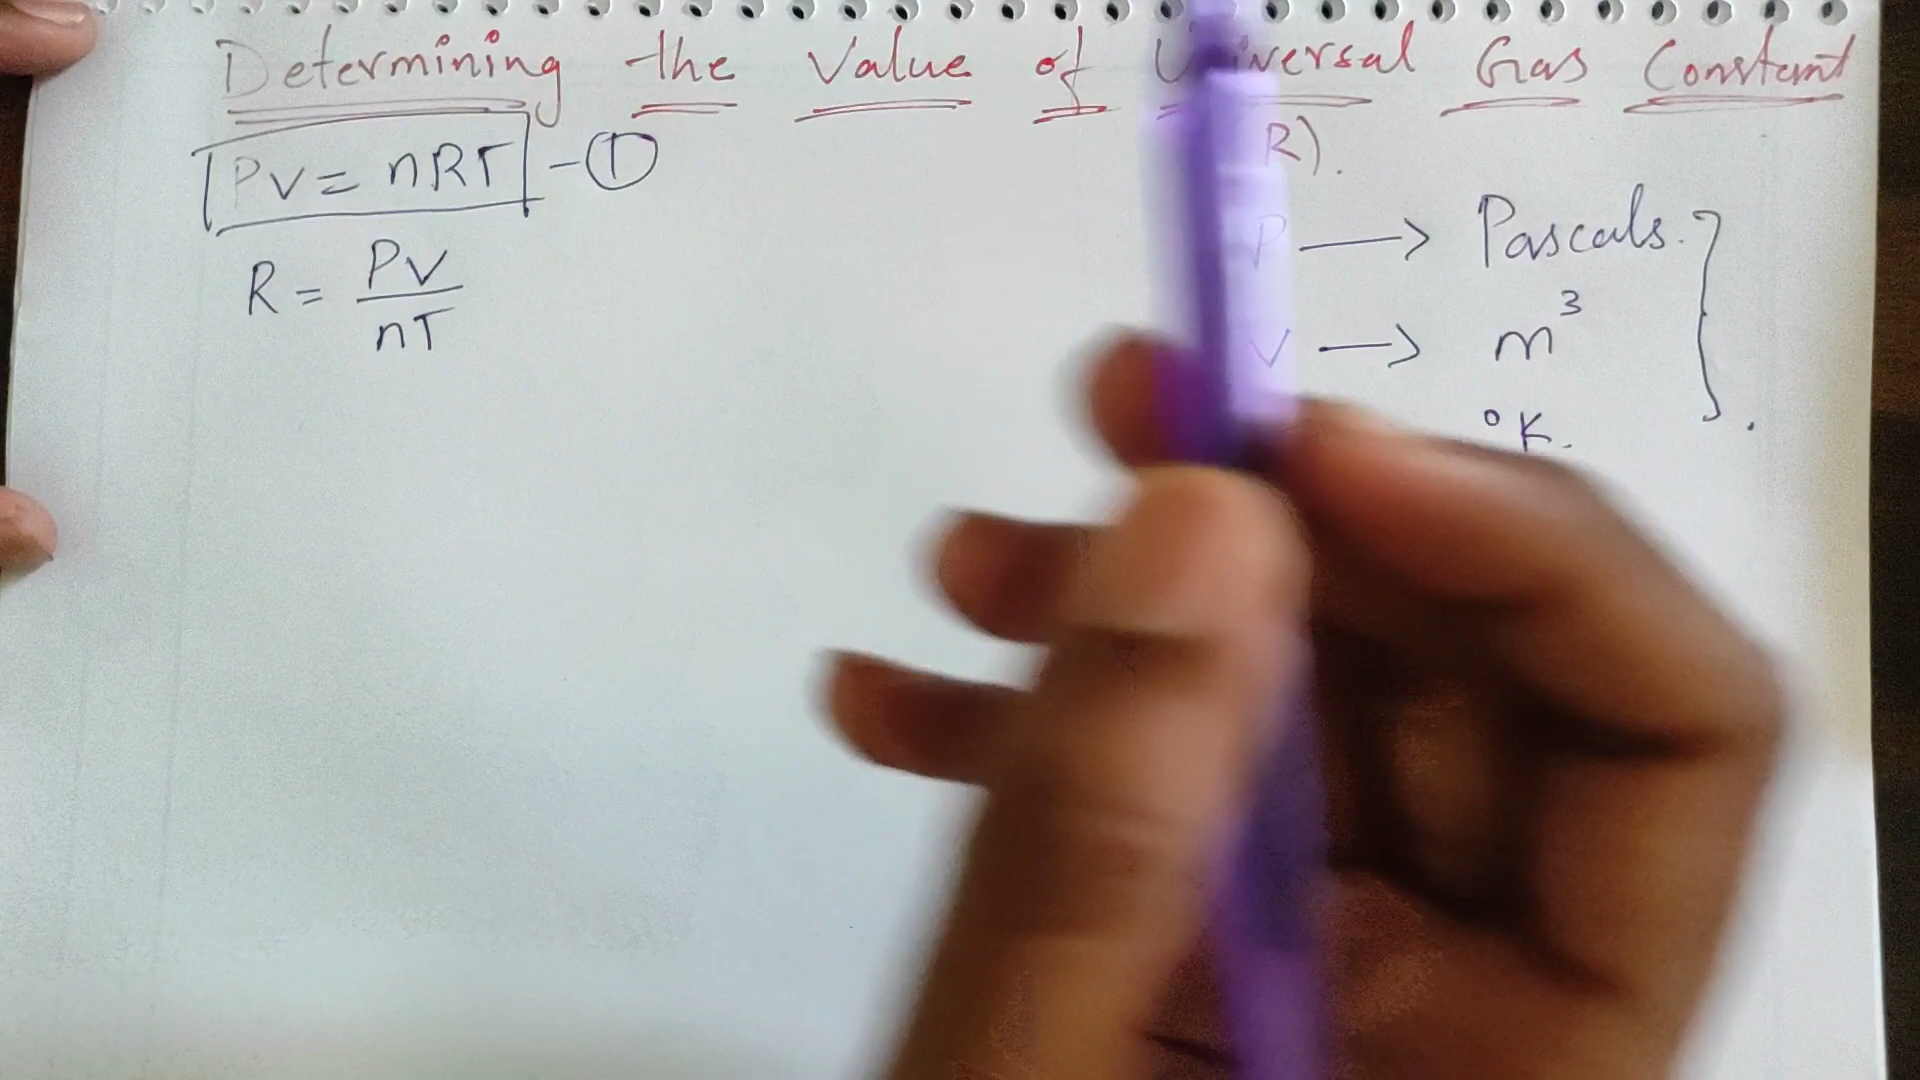 Determining the Value of Universal Gas Constant
R).
PV = nRT - ①
R = PV / nT
P → Pascals.
V → m³
°K.